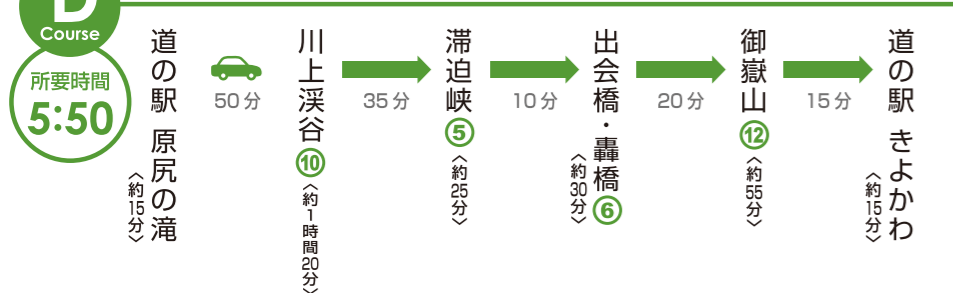 D
Course
所要時間
5:50
道の駅 原尻の滝
〈約15分〉
50分
川上渓谷⑩
〈約1時間20分〉
35分
滞迫峡⑤
〈約25分〉
10分
出会橋・轟橋⑥
〈約30分〉
20分
御嶽山⑫
〈約55分〉
15分
道の駅 きよかわ
〈約15分〉